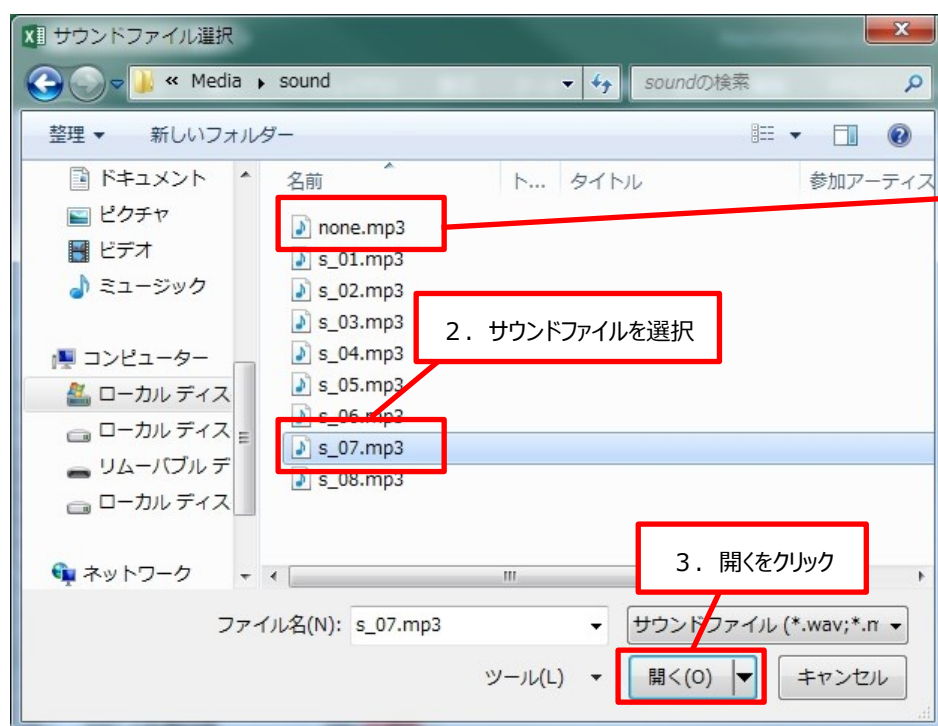 サウンドファイル選択
« Media ▸ sound
soundの検索
整理 ▼ 新しいフォルダー
ドキュメント
ピクチャ
ビデオ
ミュージック
コンピューター
ローカル ディス
ローカル ディス
リムーバブル デ
ローカル ディス
ネットワーク
名前 ト... タイトル 参加アーティス
none.mp3
s_01.mp3
s_02.mp3
s_03.mp3
s_04.mp3
s_05.mp3
s_06.mp3
s_07.mp3
s_08.mp3
2．サウンドファイルを選択
3．開くをクリック
ファイル名(N): s_07.mp3
サウンドファイル (*.wav;*.m
ツール(L) ▼ 開く(O) キャンセル